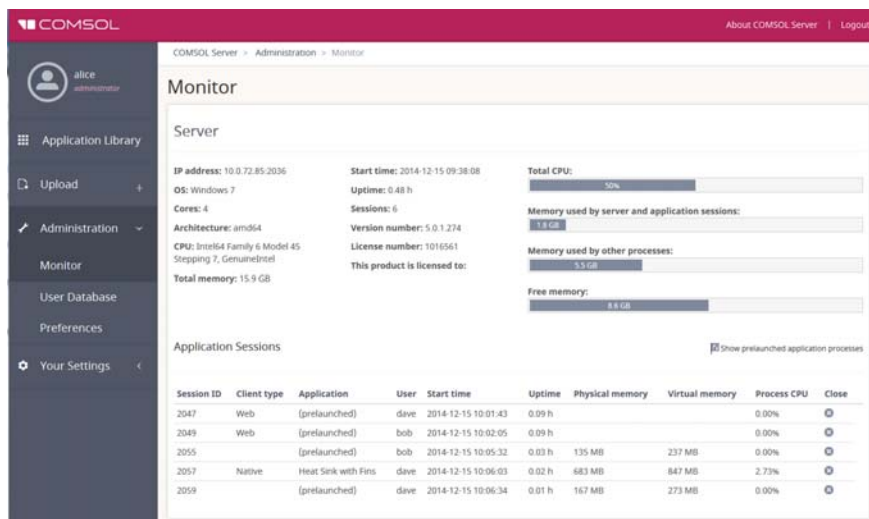 COMSOL
About COMSOL Server | Logout
alice
administrator
Application Library
Upload +
Administration
Monitor
User Database
Preferences
Your Settings
COMSOL Server > Administration > Monitor
Monitor
Server
IP address: 10.0.72.85:2036
OS: Windows 7
Cores: 4
Architecture: amd64
CPU: Intel64 Family 6 Model 45
Stepping 7, GenuineIntel
Total memory: 15.9 GB
Start time: 2014-12-15 09:38:08
Uptime: 0.48 h
Sessions: 6
Version number: 5.0.1.274
License number: 1016561
This product is licensed to:
Total CPU:
50%
Memory used by server and application sessions:
1.8 GB
Memory used by other processes:
5.5 GB
Free memory:
8.6 GB
Application Sessions
Show prelaunched application processes
Session ID Client type Application User Start time Uptime Physical memory Virtual memory Process CPU Close
2047 Web (prelaunched) dave 2014-12-15 10:01:43 0.09 h 0.00%
2049 Web (prelaunched) bob 2014-12-15 10:02:05 0.09 h 0.00%
2055 (prelaunched) bob 2014-12-15 10:05:32 0.03 h 135 MB 237 MB 0.00%
2057 Native Heat Sink with Fins dave 2014-12-15 10:06:03 0.02 h 683 MB 847 MB 2.73%
2059 (prelaunched) dave 2014-12-15 10:06:34 0.01 h 167 MB 273 MB 0.00%